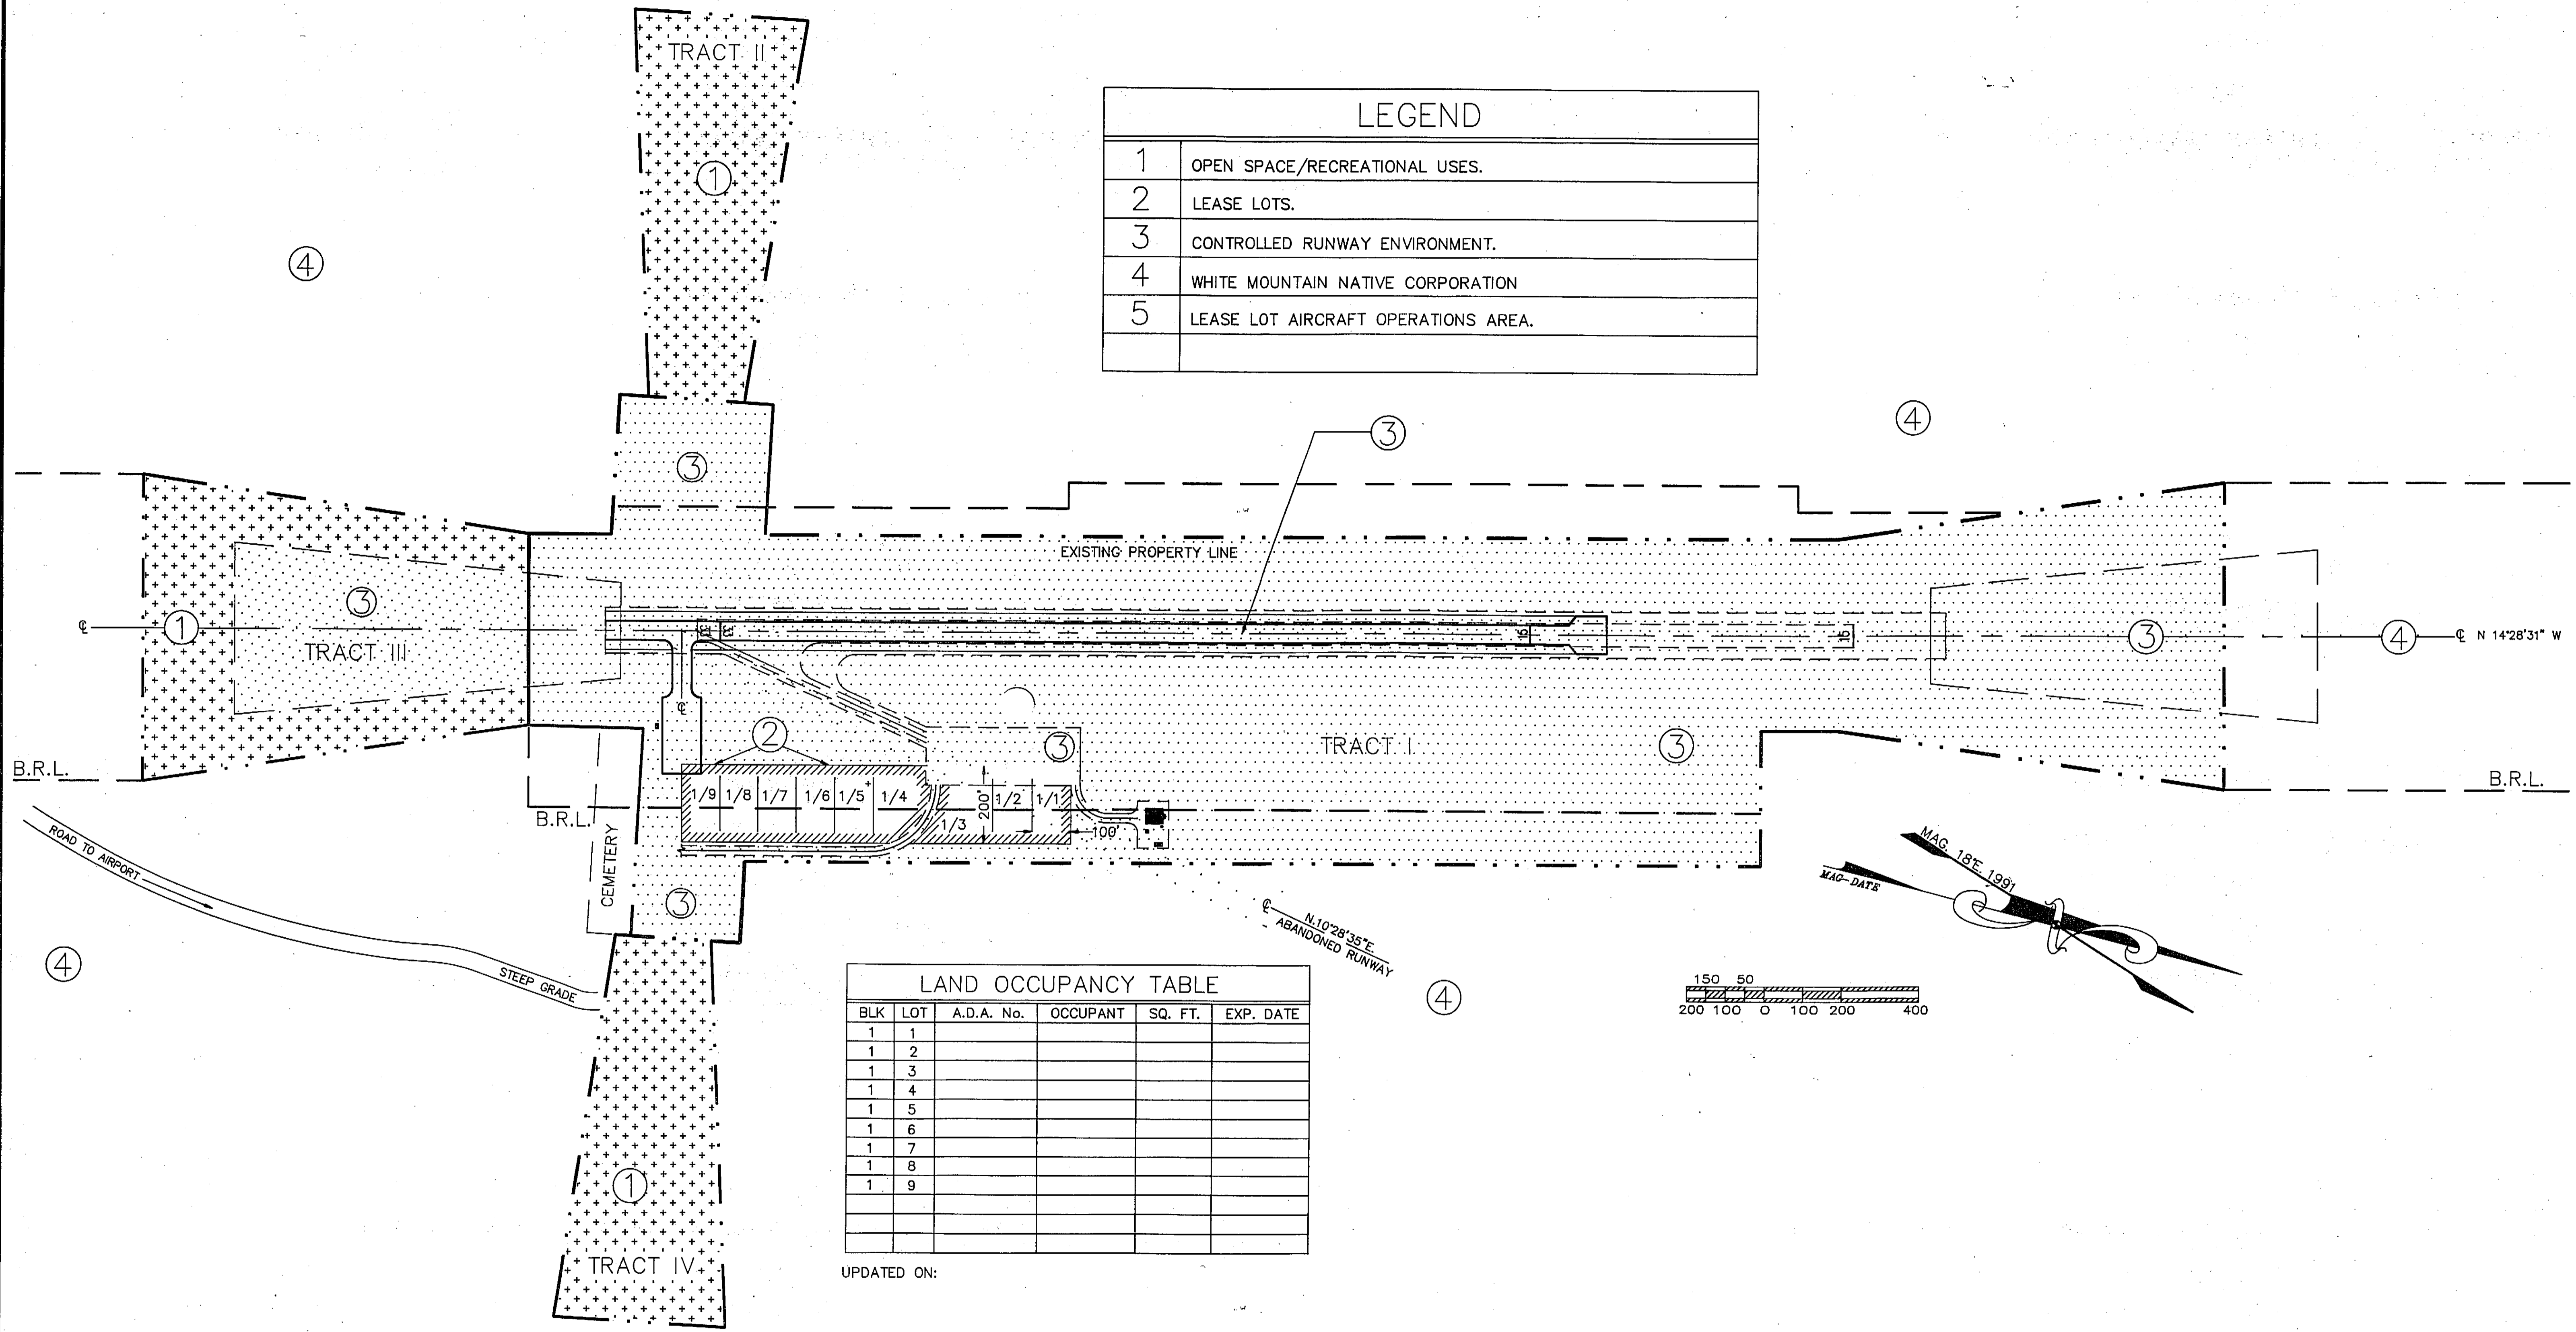 TRACT II
1
LEGEND
1 OPEN SPACE/RECREATIONAL USES.
2 LEASE LOTS.
3 CONTROLLED RUNWAY ENVIRONMENT.
4 WHITE MOUNTAIN NATIVE CORPORATION
5 LEASE LOT AIRCRAFT OPERATIONS AREA.
4
4
3
3
EXISTING PROPERTY LINE
3
TRACT III
℄ 1
33 33
15
15
3
4 ℄ N 14°28'31" W
℄
2
3
TRACT I
3
B.R.L.
B.R.L.
1/9 1/8 1/7 1/6 1/5+ 1/4
1/3
200'
1/2 1/1
100'
B.R.L.
CEMETERY
ROAD TO AIRPORT
STEEP GRADE
3
4
℄ N.10°28'35"E.
ABANDONED RUNWAY
4
MAG. 18°E. 1991
MAG-DATE
150 50
200 100 0 100 200 400
LAND OCCUPANCY TABLE
BLK LOT A.D.A. No. OCCUPANT SQ. FT. EXP. DATE
1 1
1 2
1 3
1 4
1 5
1 6
1 7
1 8
1 9
UPDATED ON:
1
TRACT IV